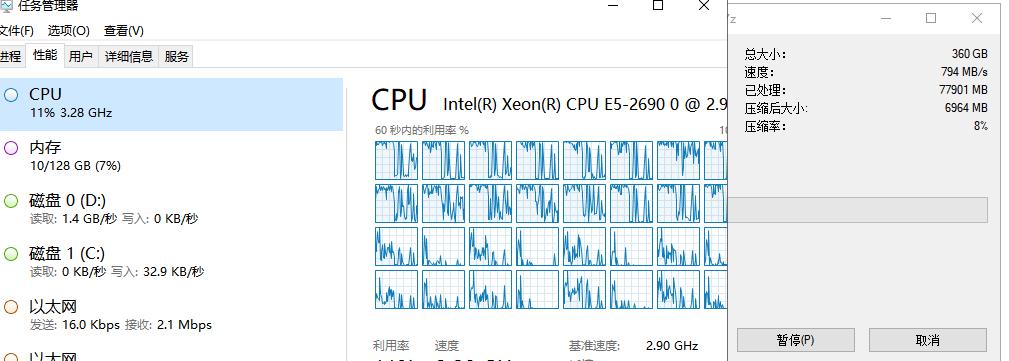 任务管理器
文件(F) 选项(O) 查看(V)
进程 性能 用户 详细信息 服务
CPU
11% 3.28 GHz
内存
10/128 GB (7%)
磁盘 0 (D:)
读取: 1.4 GB/秒 写入: 0 KB/秒
磁盘 1 (C:)
读取: 0 KB/秒 写入: 32.9 KB/秒
以太网
发送: 16.0 Kbps 接收: 2.1 Mbps
以太网
CPU Intel(R) Xeon(R) CPU E5-2690 0 @ 2.9
60 秒内的利用率 % 10
利用率 速度 基准速度: 2.90 GHz
7z
总大小: 360 GB
速度: 794 MB/s
已处理: 77901 MB
压缩后大小: 6964 MB
压缩率: 8%
暂停(P) 取消